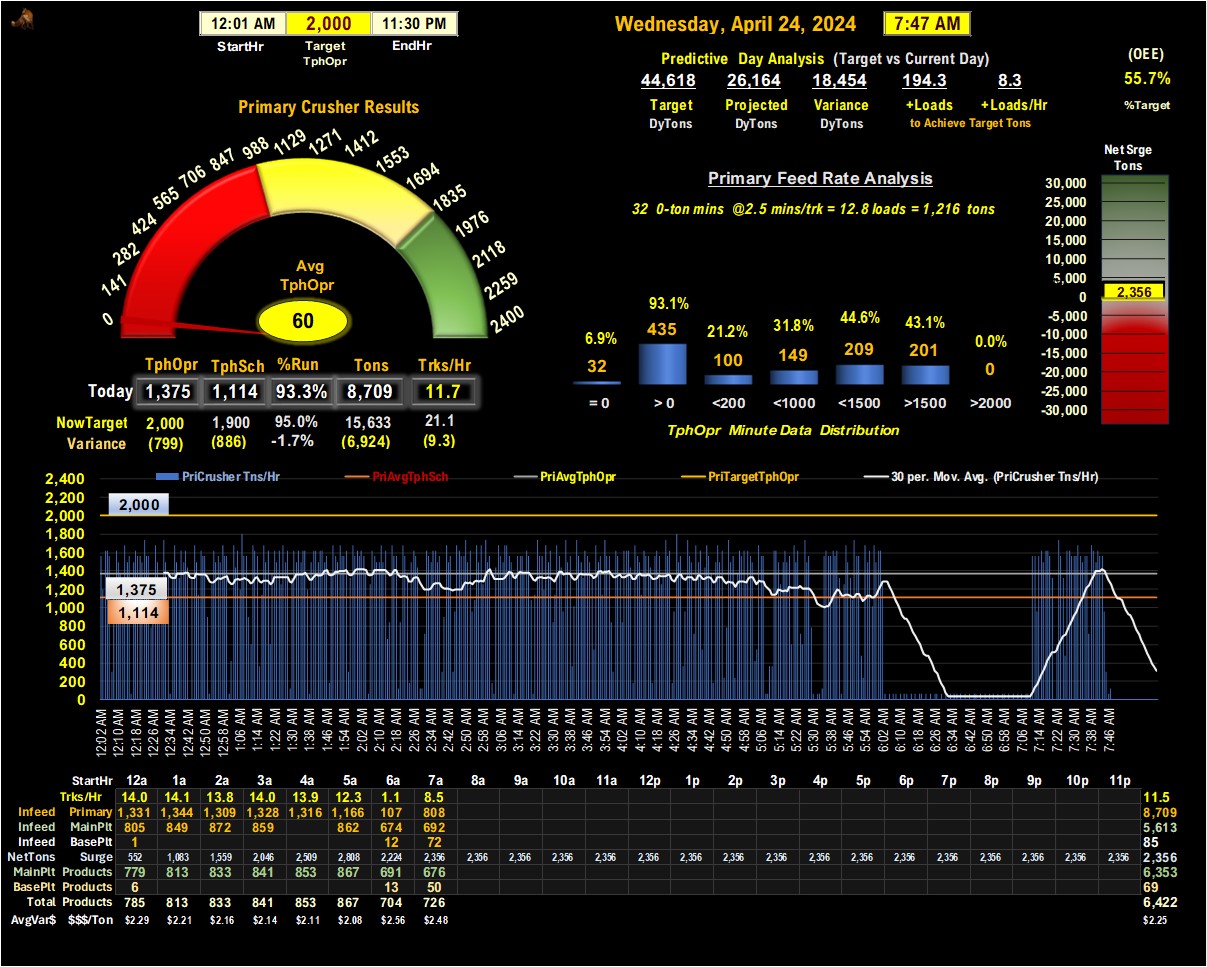 12:01 AM 2,000 11:30 PM
StartHr Target TphOpr EndHr
Wednesday, April 24, 2024 7:47 AM
Predictive Day Analysis (Target vs Current Day)
44,618 26,164 18,454 194.3 8.3
Target Projected Variance +Loads +Loads/Hr
DyTons DyTons DyTons to Achieve Target Tons
(OEE)
55.7%
%Target
Primary Crusher Results
0 141 282 424 565 706 847 988 1129 1271 1412 1553 1694 1835 1976 2118 2259 2400
Avg
TphOpr
60
TphOpr TphSch %Run Tons Trks/Hr
Today 1,375 1,114 93.3% 8,709 11.7
NowTarget 2,000 1,900 95.0% 15,633 21.1
Variance (799) (886) -1.7% (6,924) (9.3)
Primary Feed Rate Analysis
32 0-ton mins @2.5 mins/trk = 12.8 loads = 1,216 tons
6.9% 93.1% 21.2% 31.8% 44.6% 43.1% 0.0%
32 435 100 149 209 201 0
= 0 > 0 <200 <1000 <1500 >1500 >2000
TphOpr Minute Data Distribution
Net Srge
Tons
30,000
25,000
20,000
15,000
10,000
5,000
0
2,356
-5,000
-10,000
-15,000
-20,000
-25,000
-30,000
PriCrusher Tns/Hr PriAvgTphSch PriAvgTphOpr PriTargetTphOpr 30 per. Mov. Avg. (PriCrusher Tns/Hr)
2,400
2,200
2,000
1,800
1,600
1,400
1,200
1,000
800
600
400
200
0
2,000
1,375
1,114
12:02 AM 12:10 AM 12:18 AM 12:26 AM 12:34 AM 12:42 AM 12:50 AM 12:58 AM 1:06 AM 1:14 AM 1:22 AM 1:30 AM 1:38 AM 1:46 AM 1:54 AM 2:02 AM 2:10 AM 2:18 AM 2:26 AM 2:34 AM 2:42 AM 2:50 AM 2:58 AM 3:06 AM 3:14 AM 3:22 AM 3:30 AM 3:38 AM 3:46 AM 3:54 AM 4:02 AM 4:10 AM 4:18 AM 4:26 AM 4:34 AM 4:42 AM 4:50 AM 4:58 AM 5:06 AM 5:14 AM 5:22 AM 5:30 AM 5:38 AM 5:46 AM 5:54 AM 6:02 AM 6:10 AM 6:18 AM 6:26 AM 6:34 AM 6:42 AM 6:50 AM 6:58 AM 7:06 AM 7:14 AM 7:22 AM 7:30 AM 7:38 AM 7:46 AM
StartHr 12a 1a 2a 3a 4a 5a 6a 7a 8a 9a 10a 11a 12p 1p 2p 3p 4p 5p 6p 7p 8p 9p 10p 11p
Trks/Hr 14.0 14.1 13.8 14.0 13.9 12.3 1.1 8.5 11.5
Infeed Primary 1,331 1,344 1,309 1,328 1,316 1,166 107 808 8,709
Infeed MainPlt 805 849 872 859 862 674 692 5,613
Infeed BasePlt 1 12 72 85
NetTons Surge 552 1,083 1,559 2,046 2,509 2,808 2,224 2,356 2,356 2,356 2,356 2,356 2,356 2,356 2,356 2,356 2,356 2,356 2,356 2,356 2,356 2,356 2,356 2,356 2,356
MainPlt Products 779 813 833 841 853 867 691 676 6,353
BasePlt Products 6 13 50 69
Total Products 785 813 833 841 853 867 704 726 6,422
AvgVar$ $$$/Ton $2.29 $2.21 $2.16 $2.14 $2.11 $2.08 $2.56 $2.48 $2.25